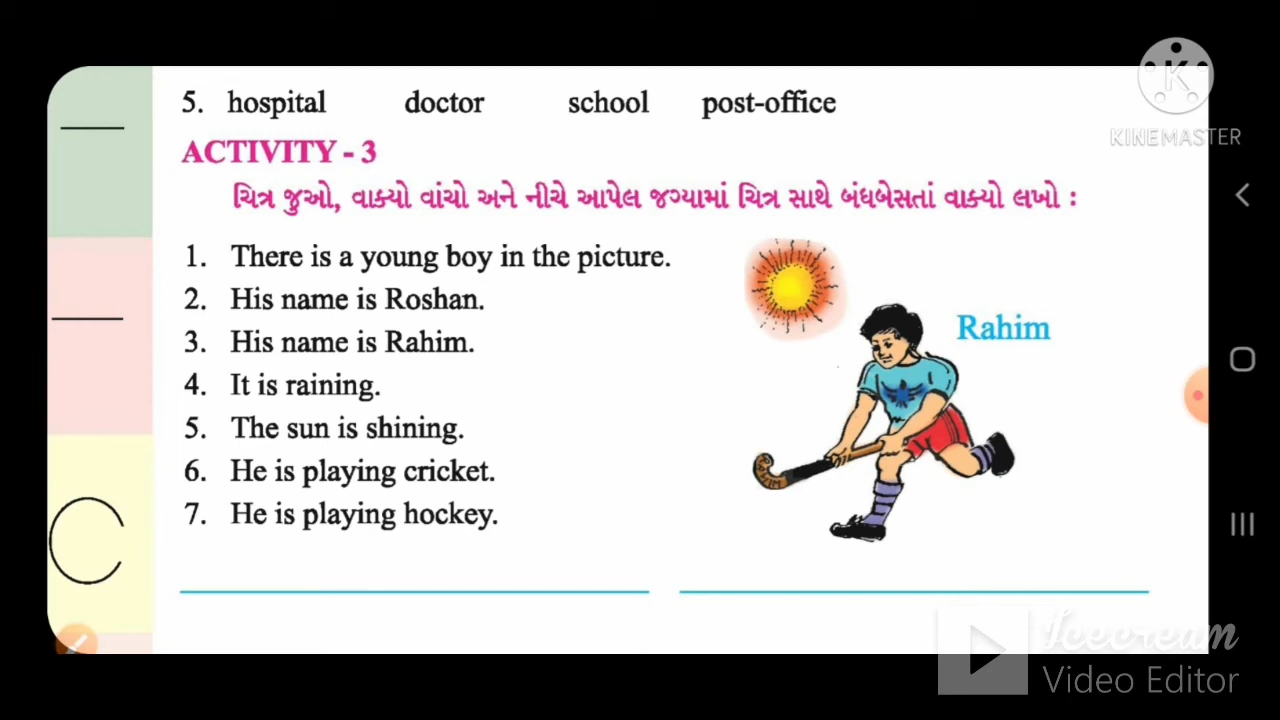 5. hospital doctor school post-office
ACTIVITY - 3
ચિત્ર જુઓ, વાક્યો વાંચો અને નીચે આપેલ જગ્યામાં ચિત્ર સાથે બંધબેસતાં વાક્યો લખો :
1. There is a young boy in the picture.
2. His name is Roshan.
3. His name is Rahim.
4. It is raining.
5. The sun is shining.
6. He is playing cricket.
7. He is playing hockey.
Rahim
C
K
KINEMASTER
Icecream
Video Editor